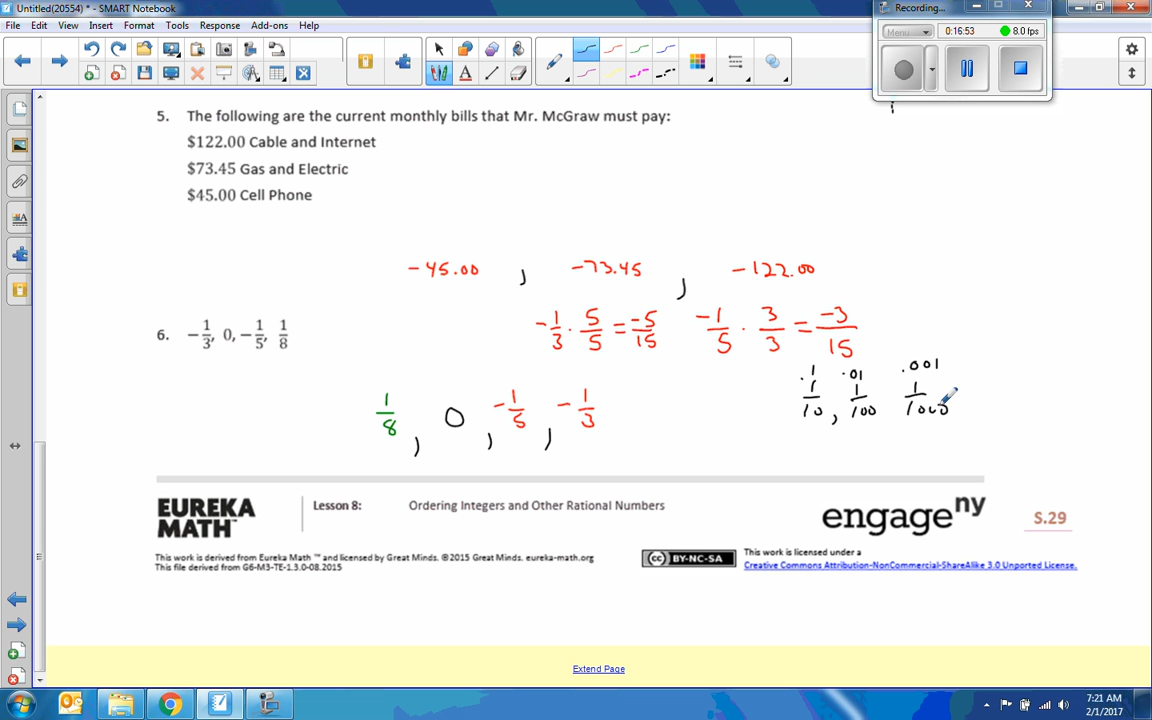 Untitled(20554) * - SMART Notebook
Recording...
File Edit View Insert Format Tools Response Add-ons Help
Menu 0:16:53 8.0 fps
5. The following are the current monthly bills that Mr. McGraw must pay:
$122.00 Cable and Internet
$73.45 Gas and Electric
$45.00 Cell Phone
-45.00 , -73.45 , -122.00
-1/3 · 5/5 = -5/15 -1/5 · 3/3 = -3/15
6. -1/3, 0, -1/5, 1/8
.1 .01 .001
1/10 , 1/100 1/1000
1/8 , 0 , -1/5 , -1/3
EUREKA MATH™ Lesson 8: Ordering Integers and Other Rational Numbers engageny S.29
This work is derived from Eureka Math ™ and licensed by Great Minds. ©2015 Great Minds. eureka-math.org
This file derived from G6-M3-TE-1.3.0-08.2015
(cc) BY-NC-SA
This work is licensed under a
Creative Commons Attribution-NonCommercial-ShareAlike 3.0 Unported License.
Extend Page
7:21 AM
2/1/2017